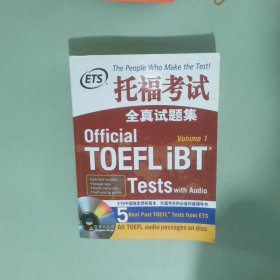 The People Who Make the Test!
ETS
托福考试
全真试题集
Official
Volume 1
TOEFL iBT
Tests with Audio
5 Real Past TOEFL Tests from ETS
All TOEFL audio passages on disc